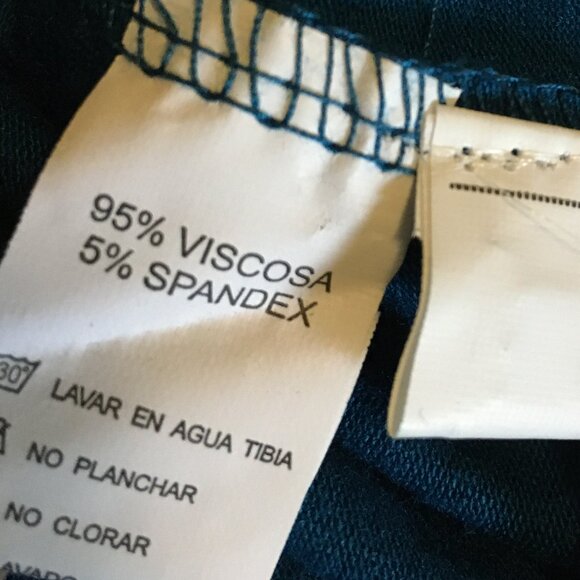 95% VISCOSA
5% SPANDEX
30°
LAVAR EN AGUA TIBIA
NO PLANCHAR
NO CLORAR